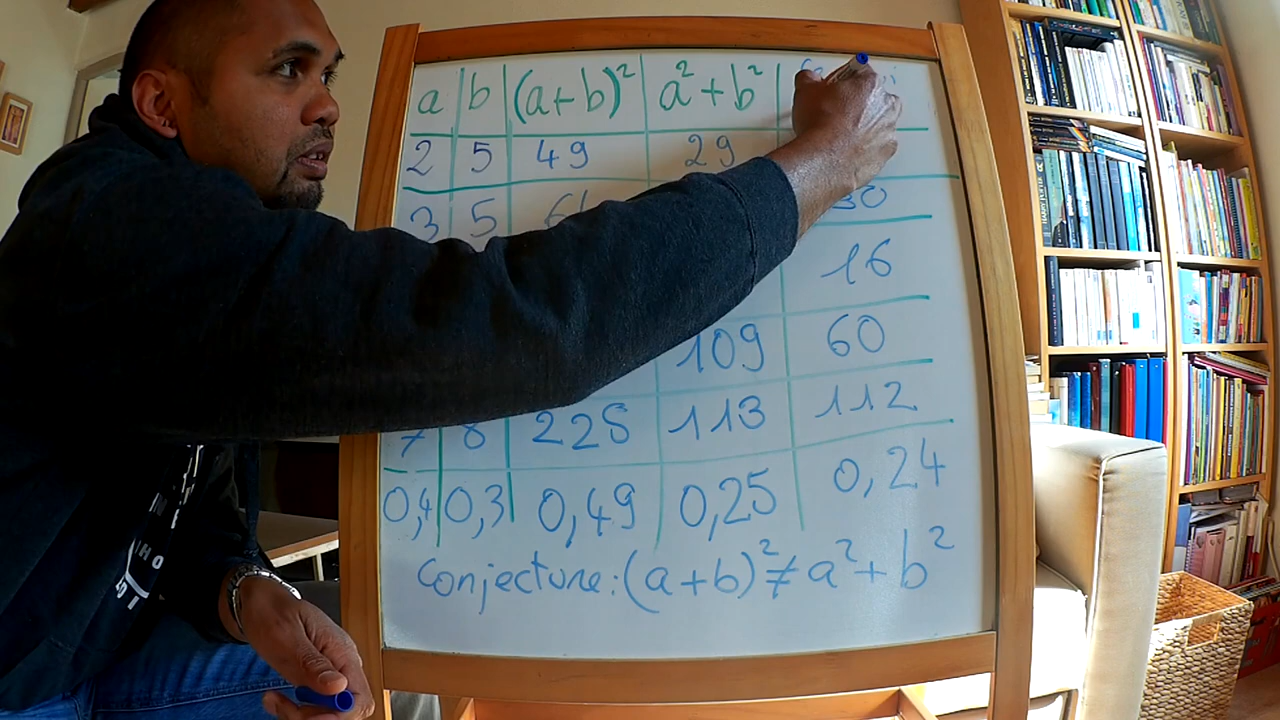 a b (a+b)² a²+b²
2 5 49 29
3 5 30
16
109 60
7 8 225 113 112
0,4 0,3 0,49 0,25 0,24
Conjecture: (a+b)² ≠ a²+b²